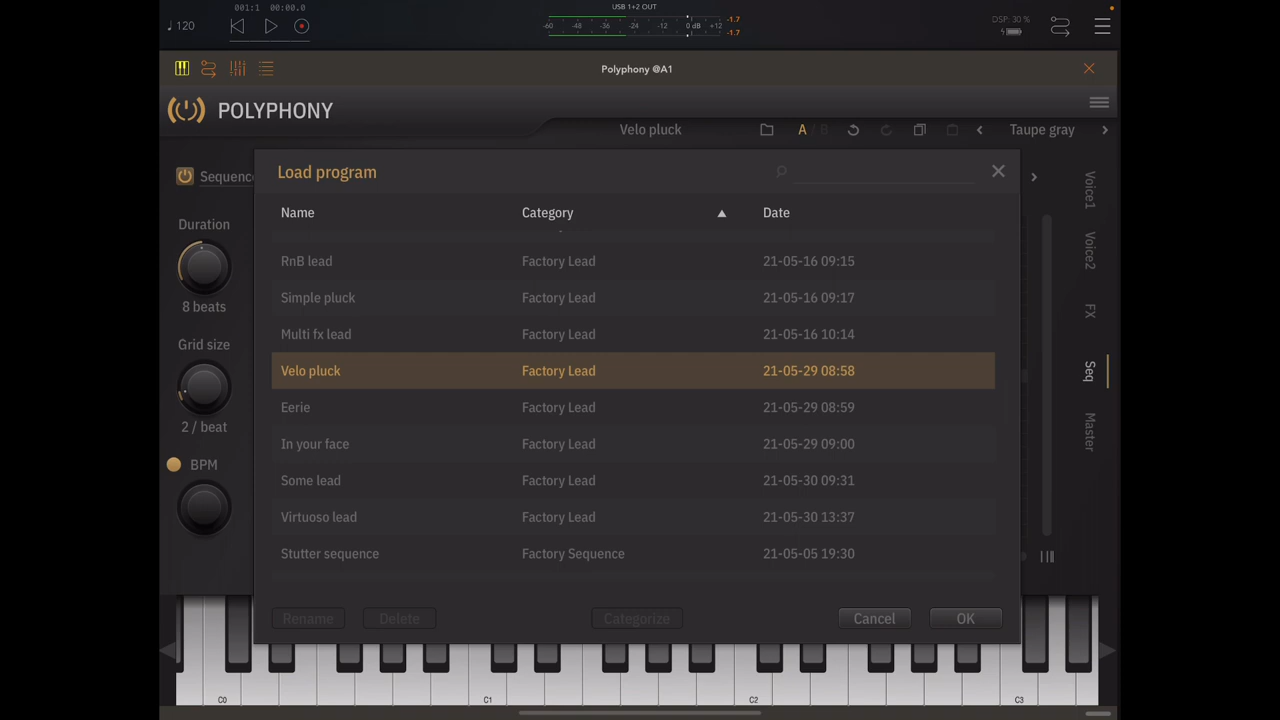 001:1 00:00.0
USB 1+2 OUT
♩120
-60 -48 -36 -24 -12 0 dB +12
-1.7
-1.7
DSP: 30 %
Polyphony @A1
POLYPHONY
Velo pluck
A / B
Taupe gray
Load program
Sequenc
Name Category Date
Duration
8 beats
Grid size
2 / beat
BPM
RnB lead Factory Lead 21-05-16 09:15
Simple pluck Factory Lead 21-05-16 09:17
Multi fx lead Factory Lead 21-05-16 10:14
Velo pluck Factory Lead 21-05-29 08:58
Eerie Factory Lead 21-05-29 08:59
In your face Factory Lead 21-05-29 09:00
Some lead Factory Lead 21-05-30 09:31
Virtuoso lead Factory Lead 21-05-30 13:37
Stutter sequence Factory Sequence 21-05-05 19:30
Voice1
Voice2
FX
Seq
Master
Rename Delete Categorize Cancel OK
C0 C1 C2 C3